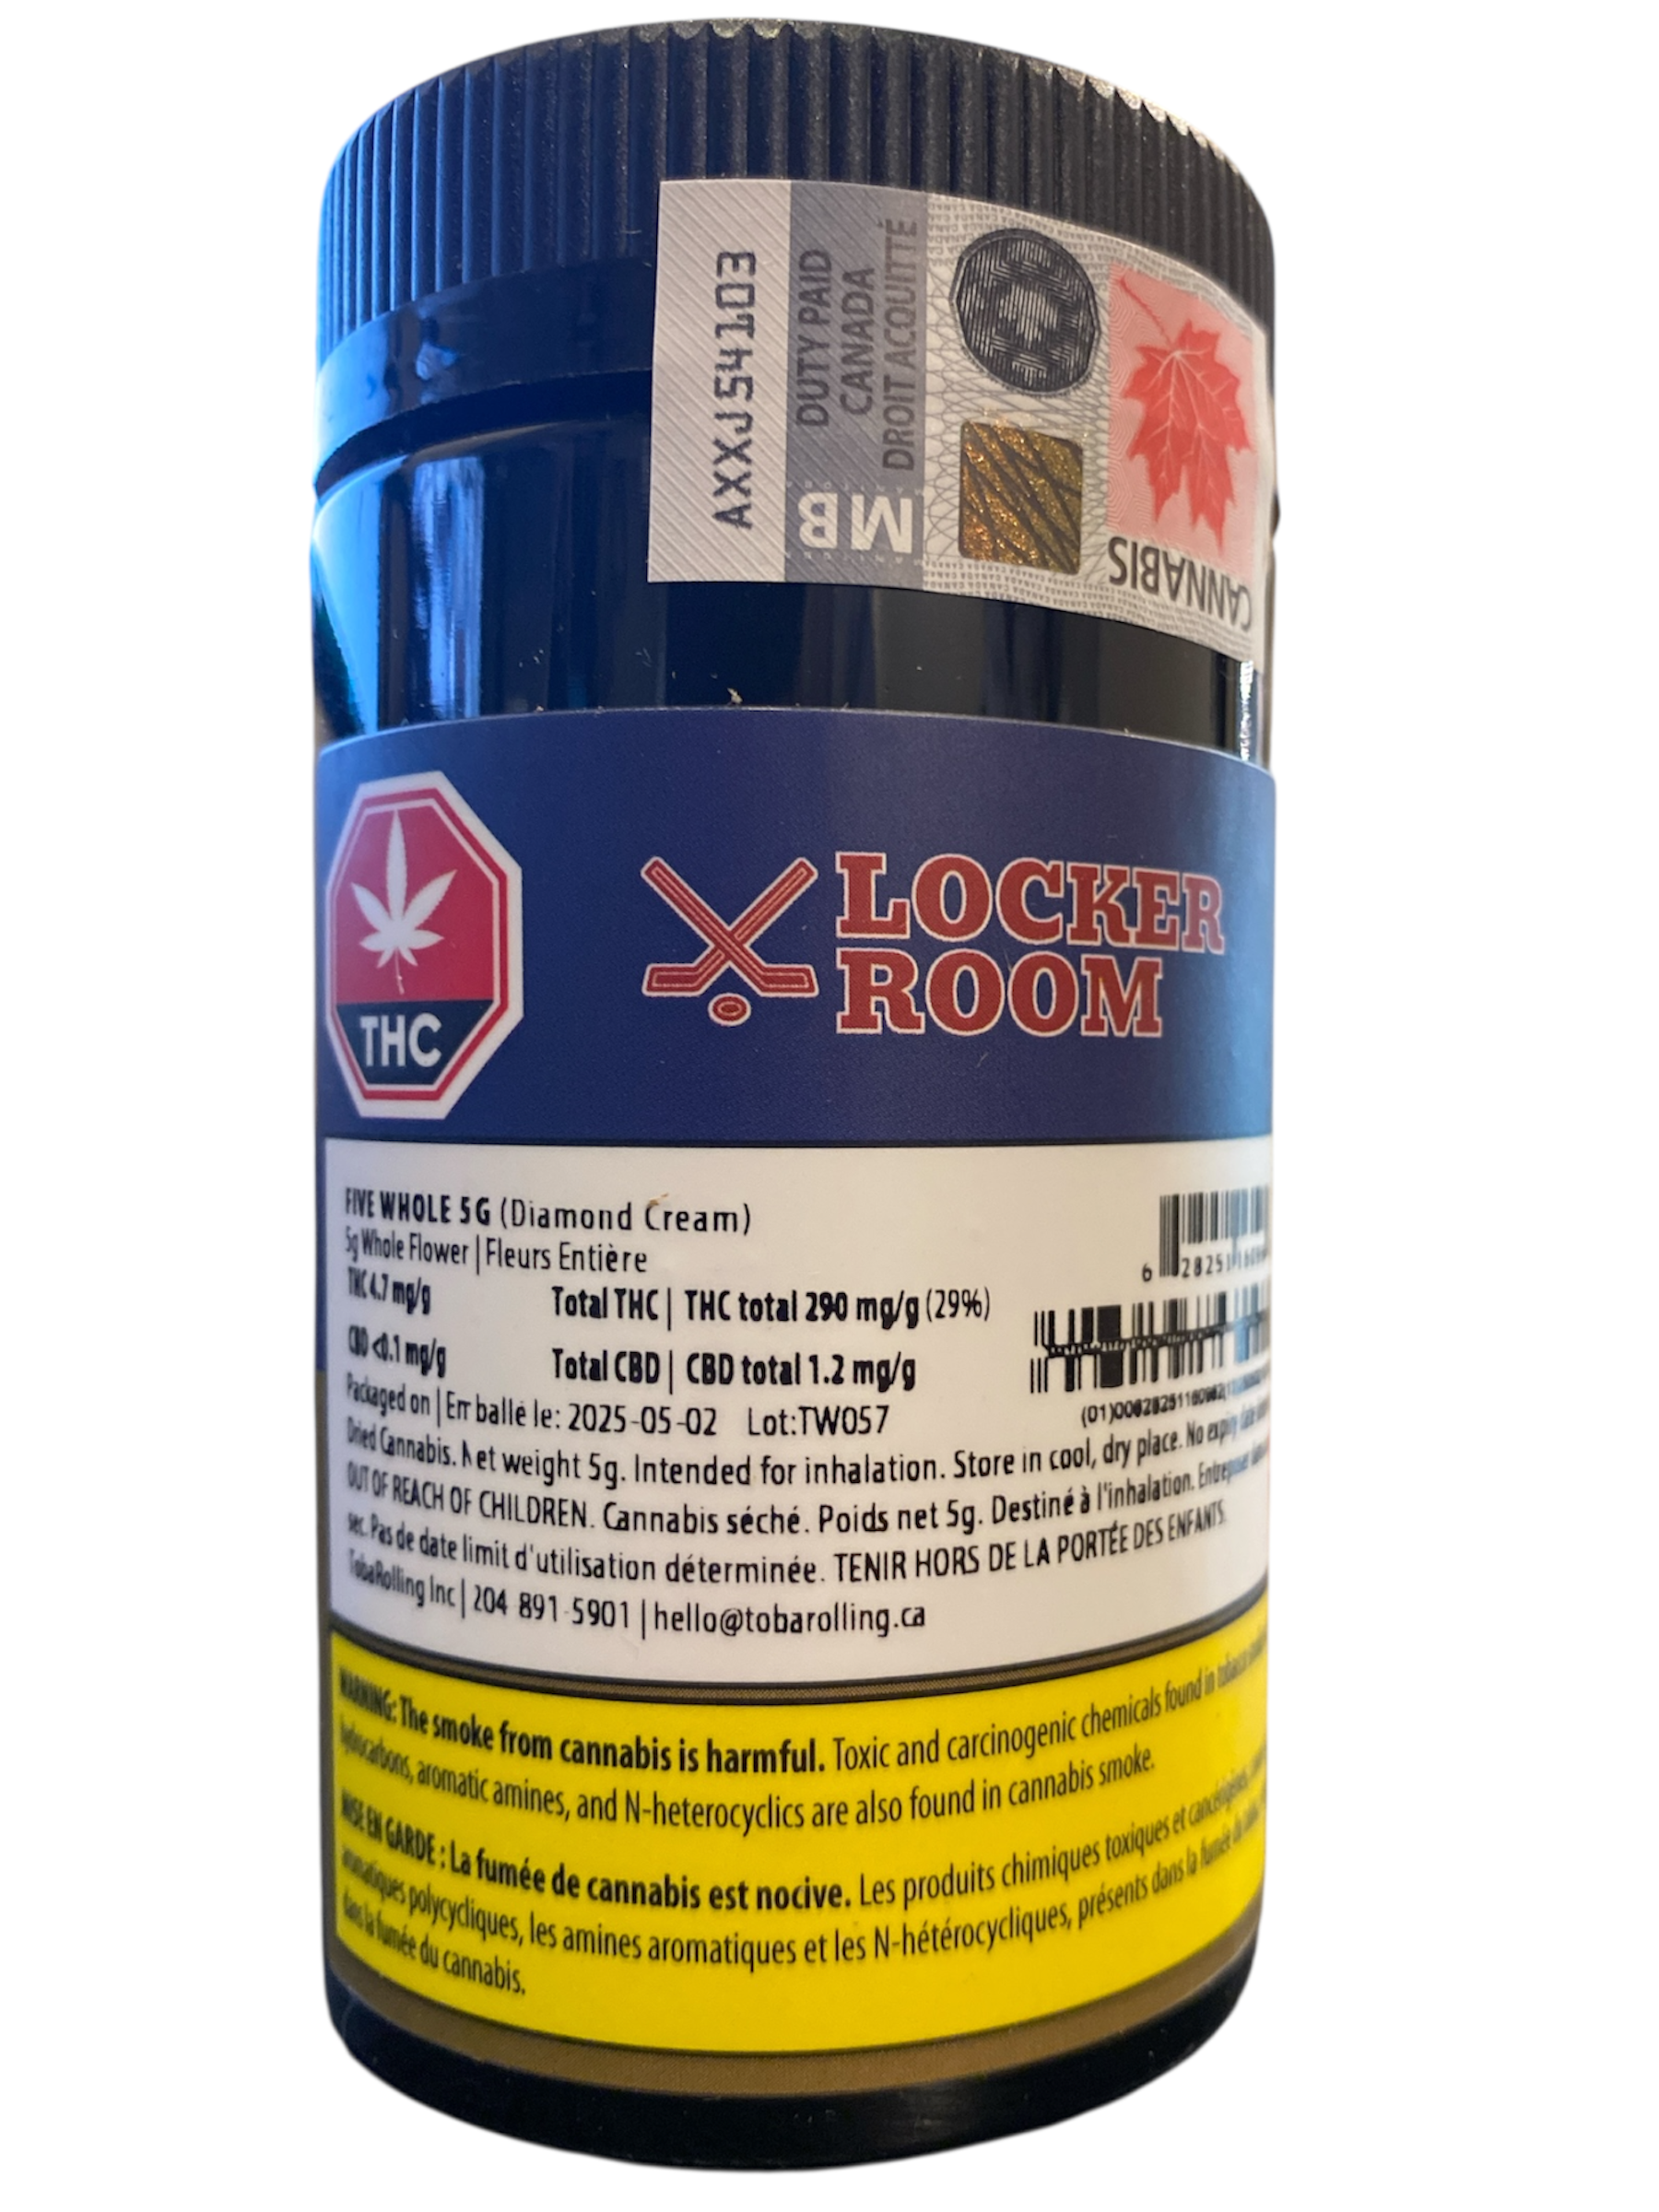 AXXJ54103
DUTY PAID
CANADA
DROIT ACQUITTÉ
MB
CANNABIS
THC
LOCKER
ROOM
FIVE WHOLE 5G (Diamond Cream)
5g Whole Flower | Fleurs Entière
THC 4.7 mg/g Total THC | THC total 290 mg/g (29%)
CBD <0.1 mg/g Total CBD | CBD total 1.2 mg/g
Packaged on | Emballé le: 2025-05-02 Lot:TW057
6 28251
Dried Cannabis. Net weight 5g. Intended for inhalation. Store in cool, dry place. No expiry date
OUT OF REACH OF CHILDREN. Cannabis séché. Poids net 5g. Destiné à l'inhalation.
sec. Pas de date limit d'utilisation déterminée. TENIR HORS DE LA PORTÉE DES ENFANTS.
TobaRolling Inc | 204-891-5901 | hello@tobarolling.ca
WARNING: The smoke from cannabis is harmful. Toxic and carcinogenic chemicals found in tobacco
hydrocarbons, aromatic amines, and N-heterocyclics are also found in cannabis smoke.
MISE EN GARDE : La fumée de cannabis est nocive. Les produits chimiques toxiques et cancérigènes,
aromatiques polycycliques, les amines aromatiques et les N-hétérocycliques, présents dans la fumée du
dans la fumée du cannabis.